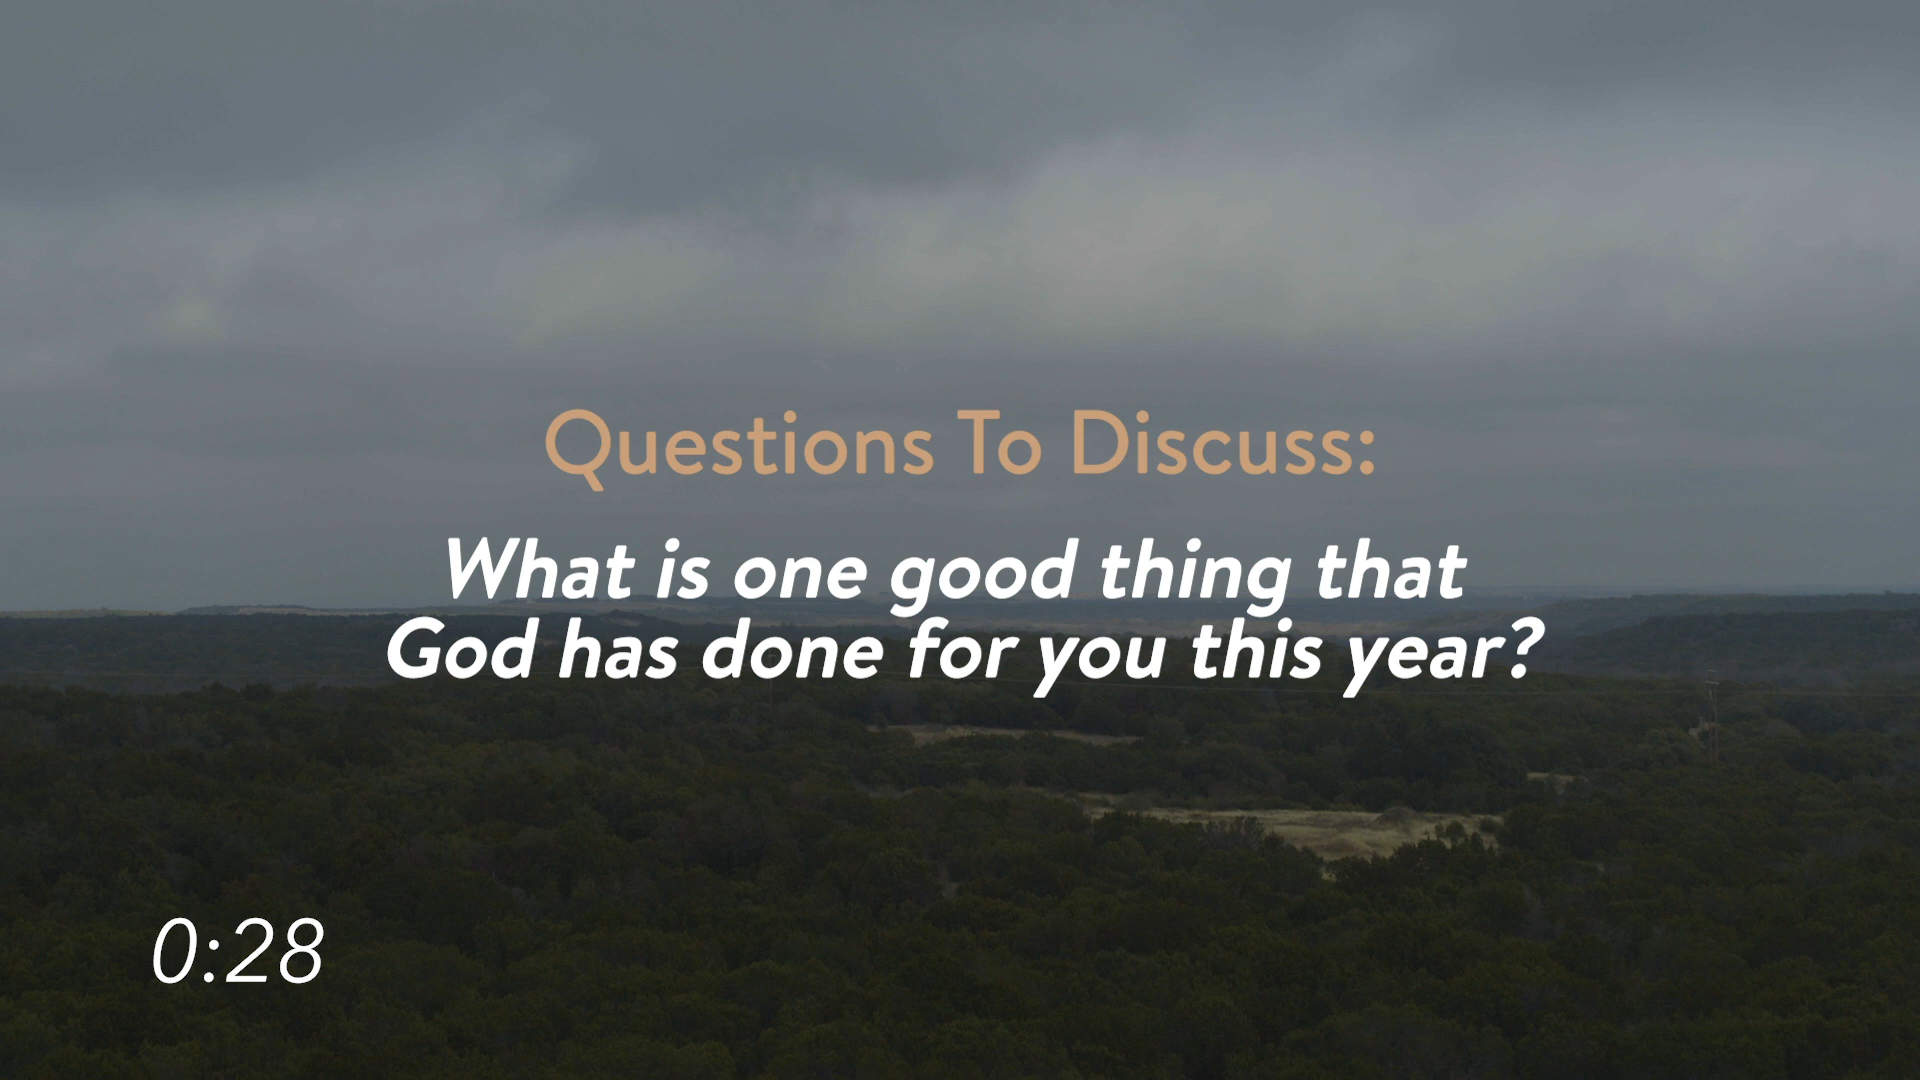 Questions To Discuss:
What is one good thing that
God has done for you this year?
0:28